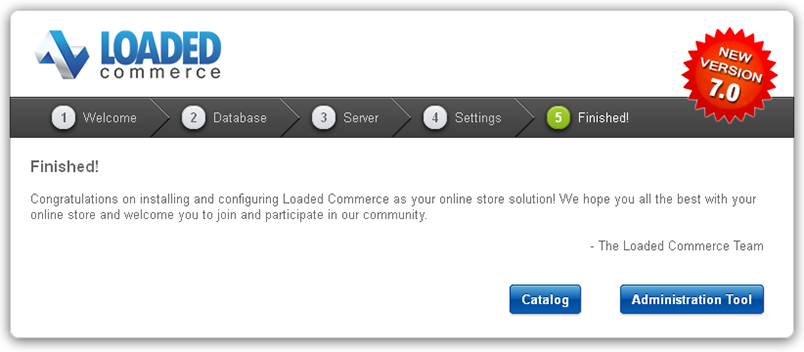 LOADED
commerce
NEW
VERSION
7.0
1 Welcome 2 Database 3 Server 4 Settings 5 Finished!
Finished!
Congratulations on installing and configuring Loaded Commerce as your online store solution! We hope you all the best with your
online store and welcome you to join and participate in our community.
- The Loaded Commerce Team
Catalog Administration Tool